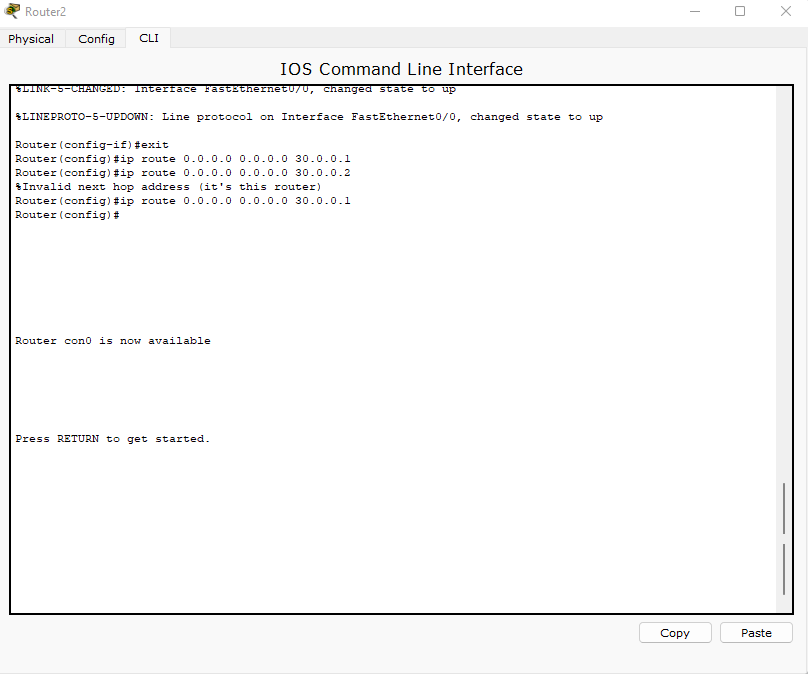 Router2
Physical Config CLI
IOS Command Line Interface
%LINK-5-CHANGED: Interface FastEthernet0/0, changed state to up
%LINEPROTO-5-UPDOWN: Line protocol on Interface FastEthernet0/0, changed state to up
Router(config-if)#exit
Router(config)#ip route 0.0.0.0 0.0.0.0 30.0.0.1
Router(config)#ip route 0.0.0.0 0.0.0.0 30.0.0.2
%Invalid next hop address (it's this router)
Router(config)#ip route 0.0.0.0 0.0.0.0 30.0.0.1
Router(config)#
Router con0 is now available
Press RETURN to get started.
Copy Paste